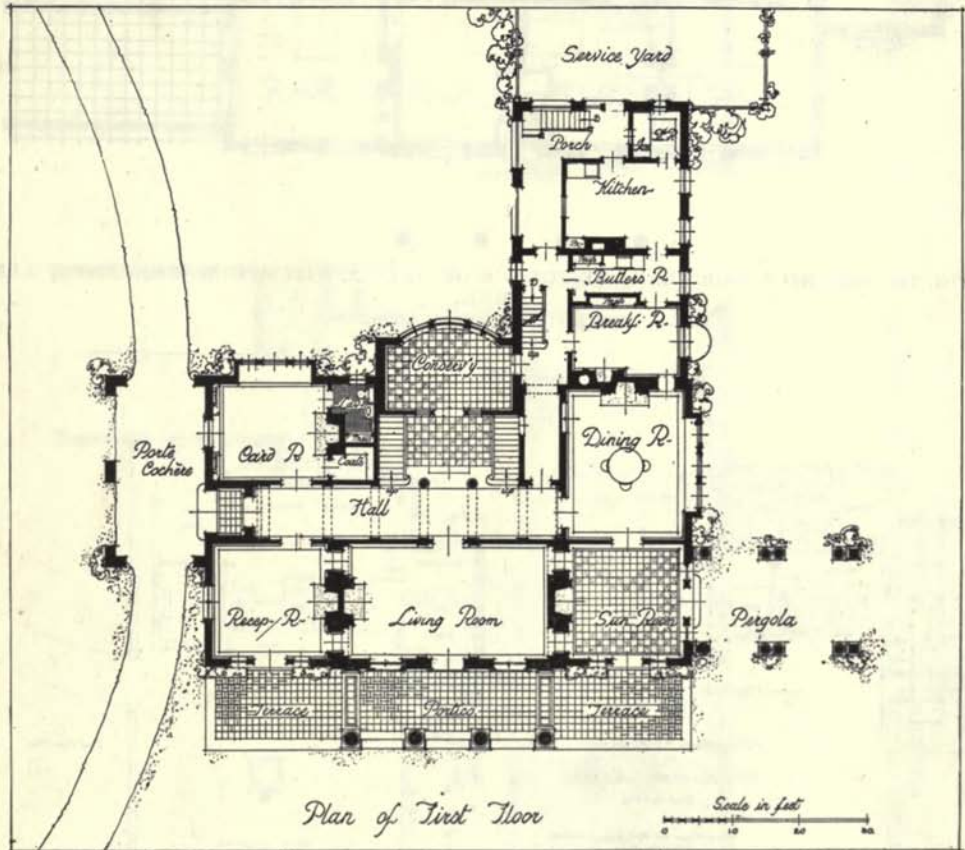 Service Yard
Porch
Kitchen
Butlers R.
Breakf. R.
Conserv'y
Card R.
Coats
Dining R.
Porte
Cochère
Hall
Recep. R.
Living Room
Sun Room
Pergola
Terrace
Portico
Terrace
Plan of First Floor
Scale in feet
0 10 20 30